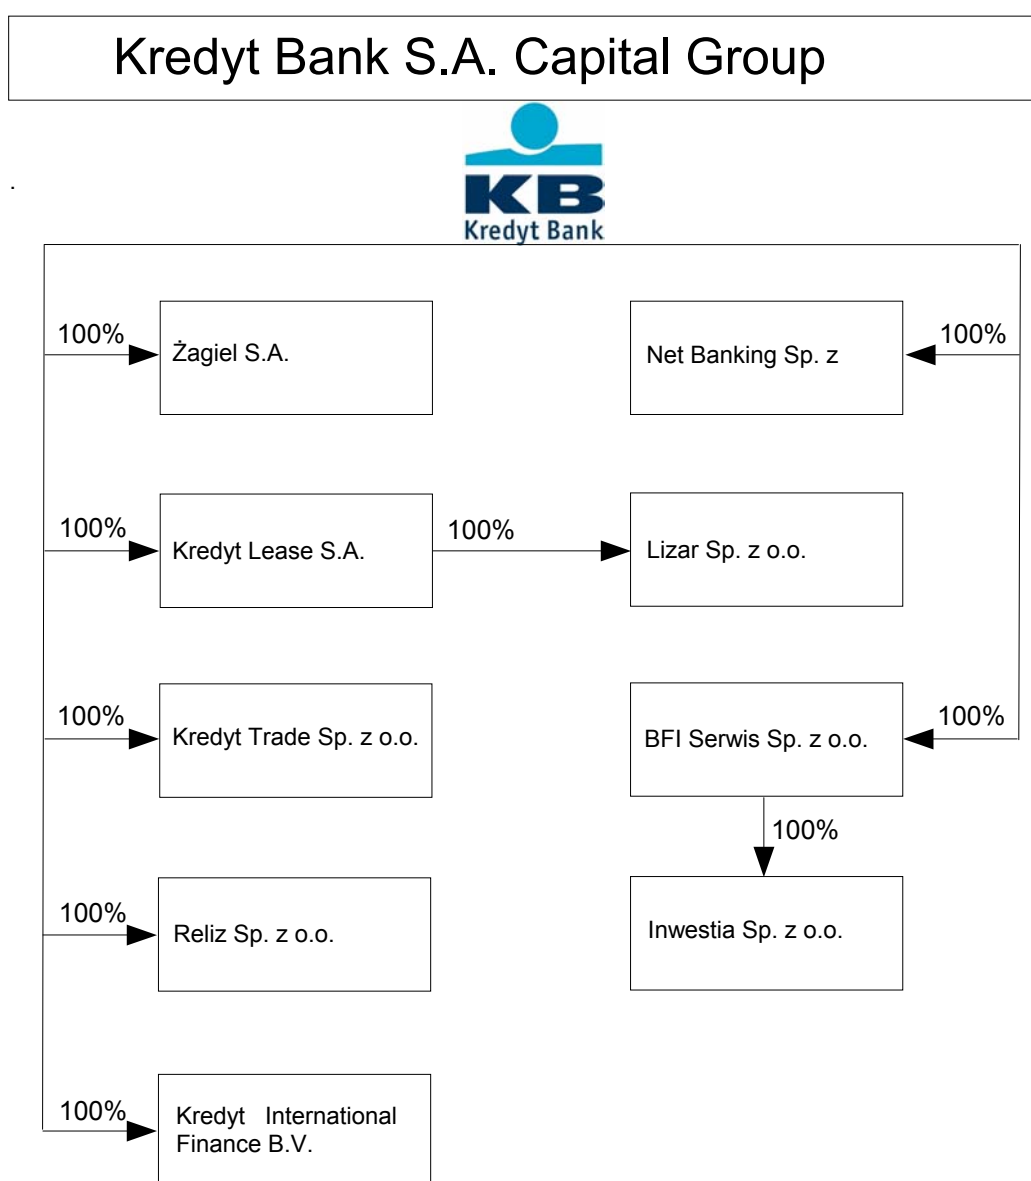 Kredyt Bank S.A. Capital Group
.
KB
Kredyt Bank
100%
Żagiel S.A.
Net Banking Sp. z
100%
100%
Kredyt Lease S.A.
100%
Lizar Sp. z o.o.
100%
Kredyt Trade Sp. z o.o.
BFI Serwis Sp. z o.o.
100%
100%
100%
Reliz Sp. z o.o.
Inwestia Sp. z o.o.
100%
Kredyt International
Finance B.V.